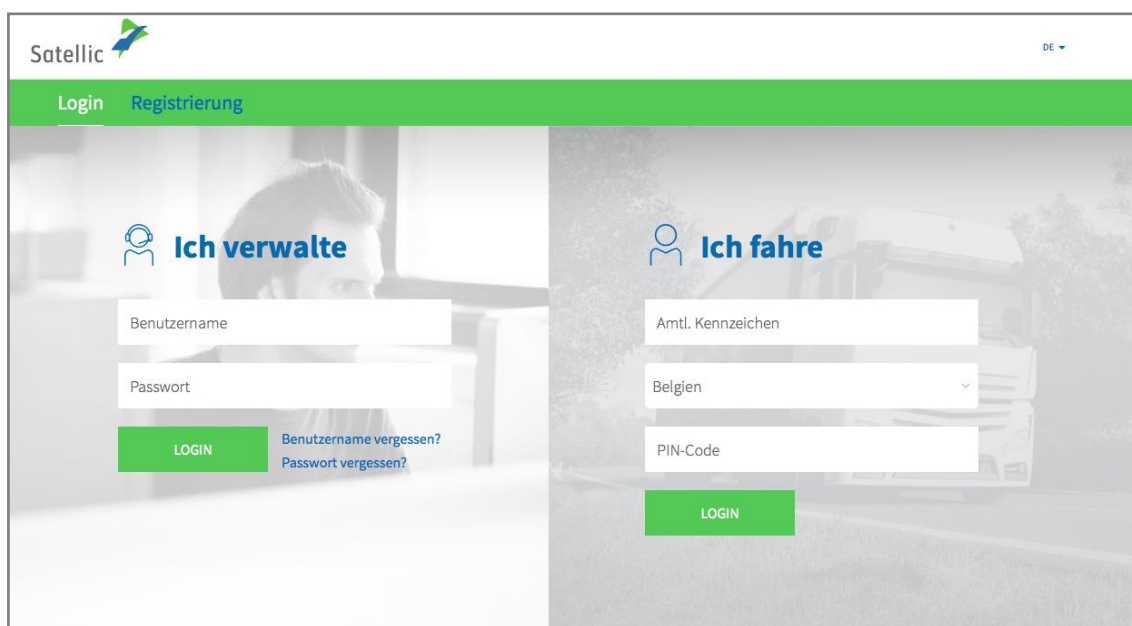 Satellic
DE
Login Registrierung
Ich verwalte
Benutzername
Passwort
LOGIN
Benutzername vergessen?
Passwort vergessen?
Ich fahre
Amtl. Kennzeichen
Belgien
PIN-Code
LOGIN